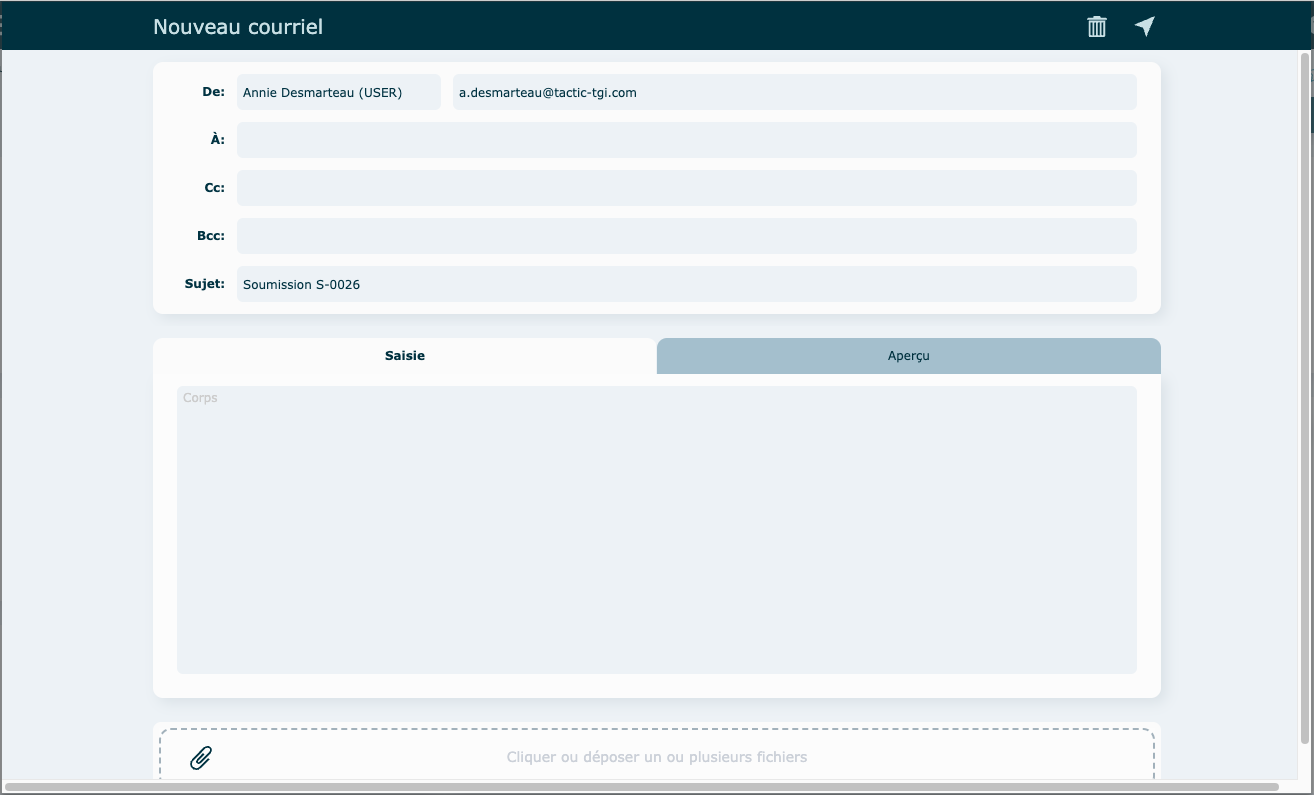 Nouveau courriel
De: Annie Desmarteau (USER) a.desmarteau@tactic-tgi.com
À:
Cc:
Bcc:
Sujet: Soumission S-0026
Saisie Aperçu
Corps
Cliquer ou déposer un ou plusieurs fichiers